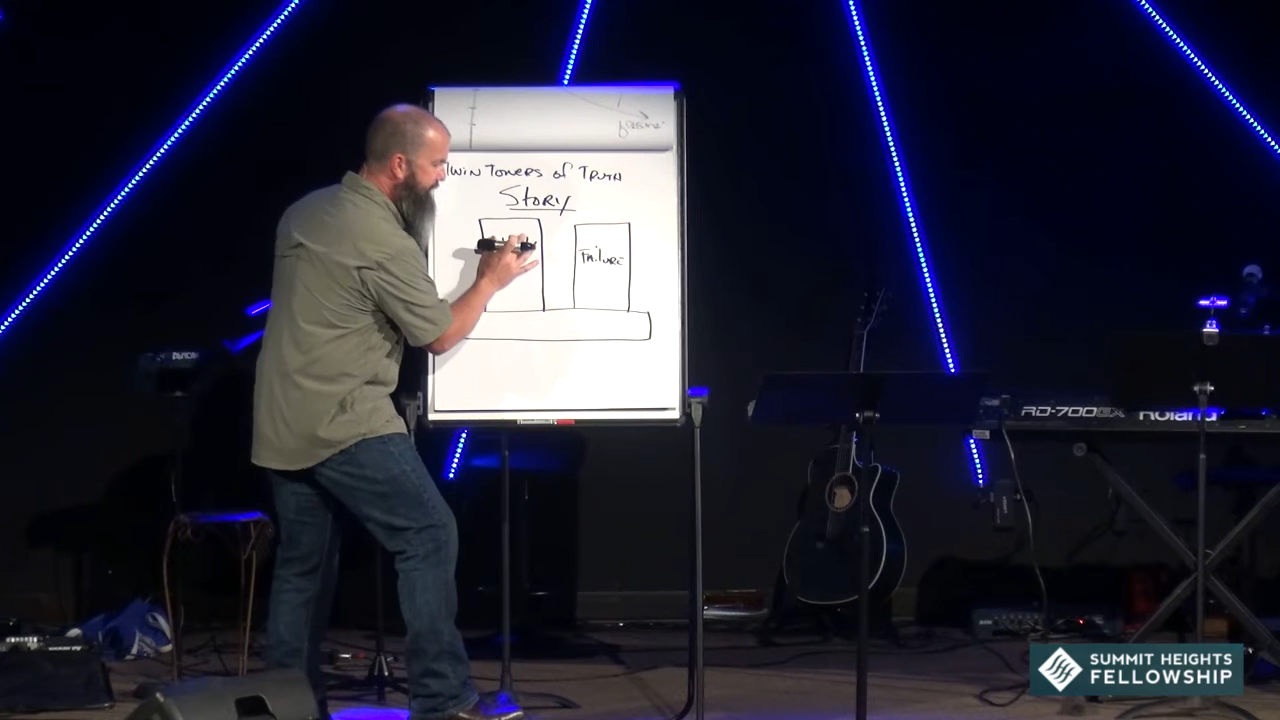 TWIN TOWERS of TRUTH
STORY
FAILURE
RD-700GX
Roland
SUMMIT HEIGHTS
FELLOWSHIP